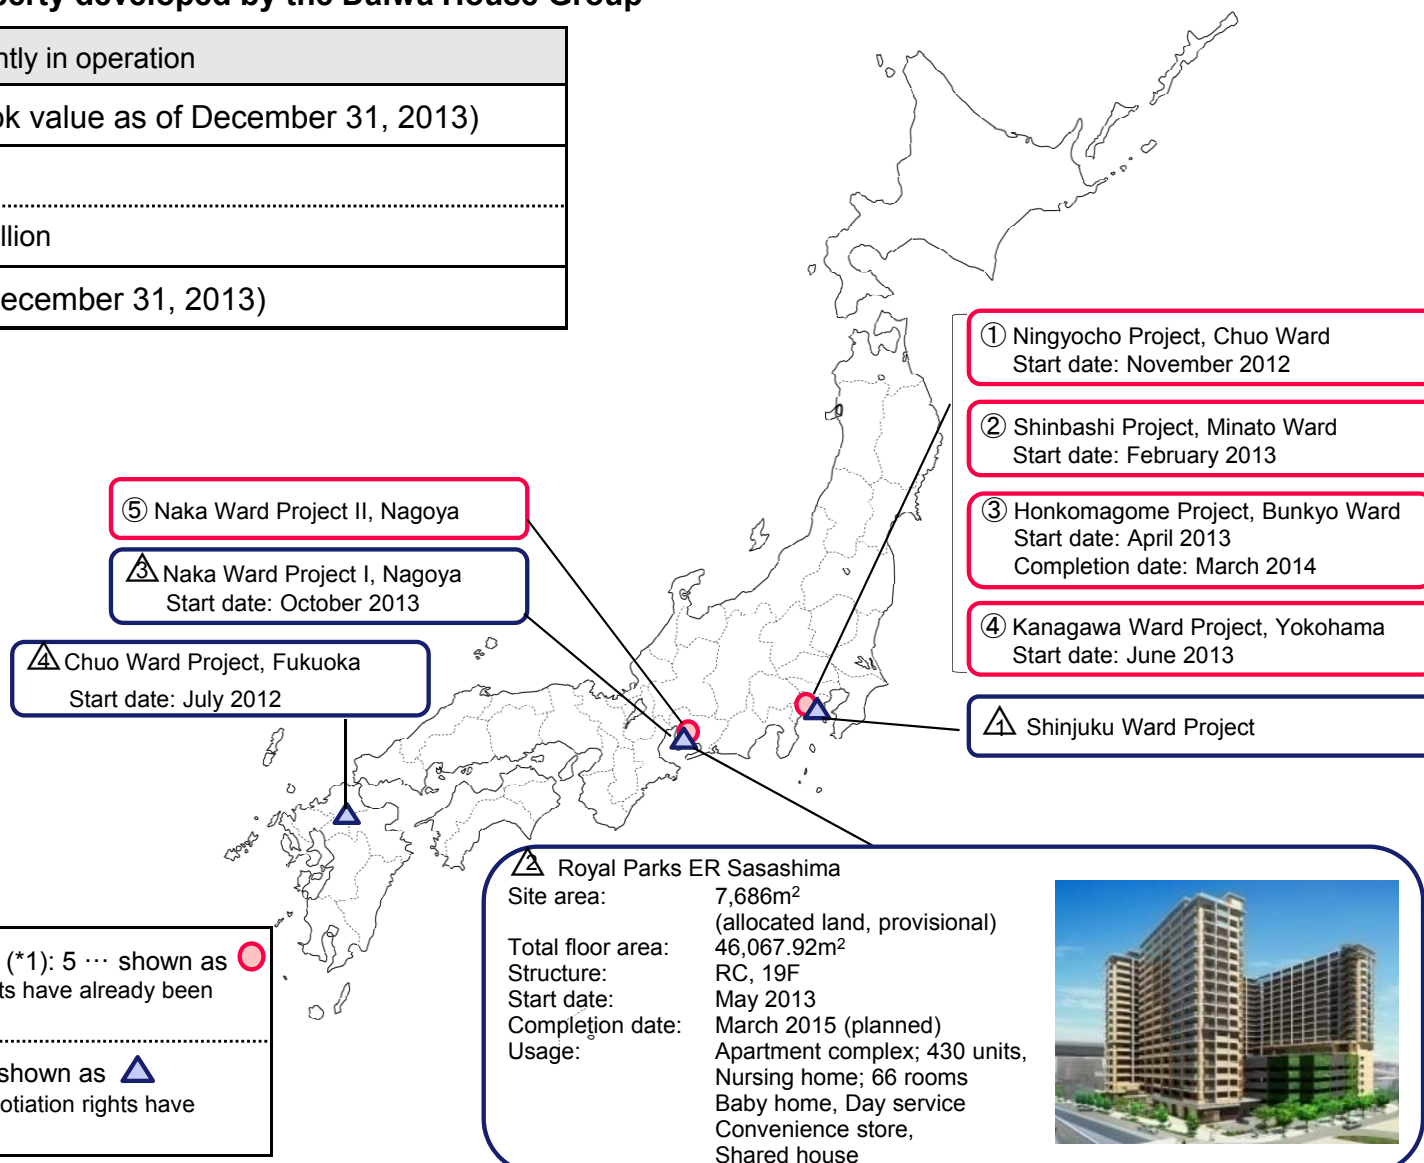 perty developed by the Daiwa House Group
ntly in operation
ok value as of December 31, 2013)
llion
ecember 31, 2013)
① Ningyocho Project, Chuo Ward
Start date: November 2012
② Shinbashi Project, Minato Ward
Start date: February 2013
③ Honkomagome Project, Bunkyo Ward
Start date: April 2013
Completion date: March 2014
④ Kanagawa Ward Project, Yokohama
Start date: June 2013
1 Shinjuku Ward Project
⑤ Naka Ward Project II, Nagoya
3 Naka Ward Project I, Nagoya
Start date: October 2013
4 Chuo Ward Project, Fukuoka
Start date: July 2012
2 Royal Parks ER Sasashima
Site area: 7,686m²
(allocated land, provisional)
Total floor area: 46,067.92m²
Structure: RC, 19F
Start date: May 2013
Completion date: March 2015 (planned)
Usage: Apartment complex; 430 units,
Nursing home; 66 rooms
Baby home, Day service
Convenience store,
Shared house
(*1): 5 ··· shown as
ts have already been
shown as
otiation rights have